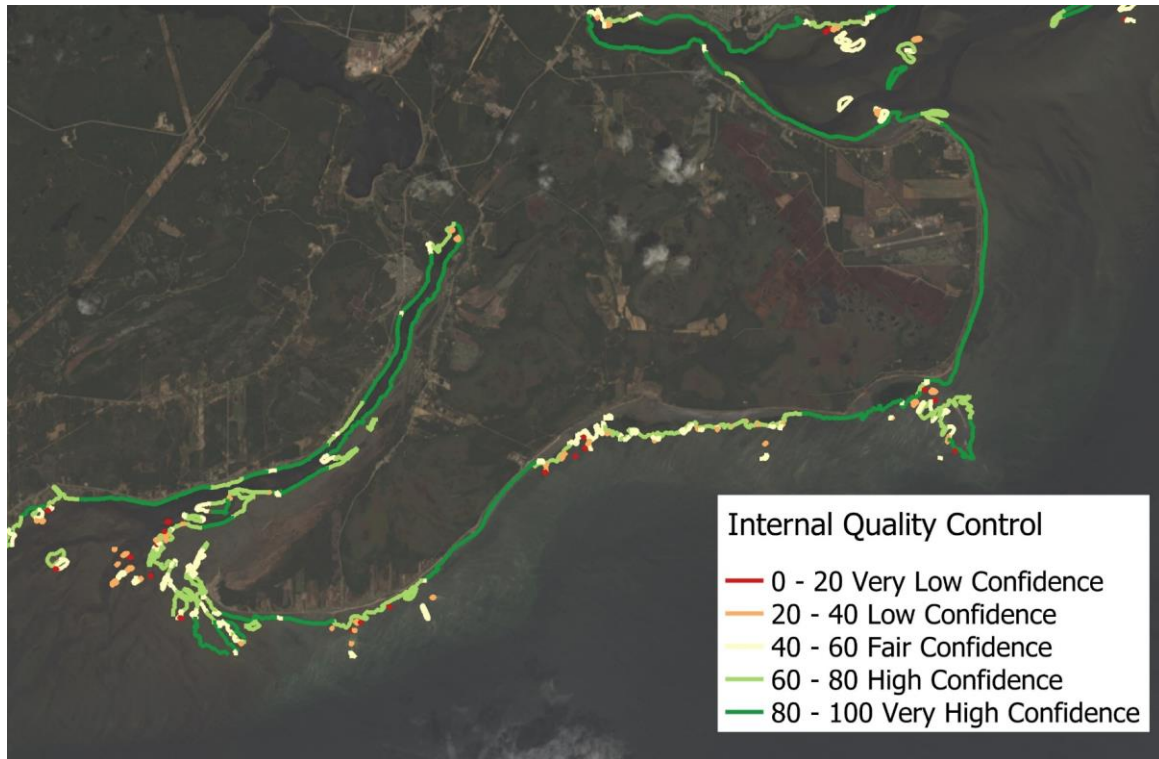 Internal Quality Control
0 - 20 Very Low Confidence
20 - 40 Low Confidence
40 - 60 Fair Confidence
60 - 80 High Confidence
80 - 100 Very High Confidence